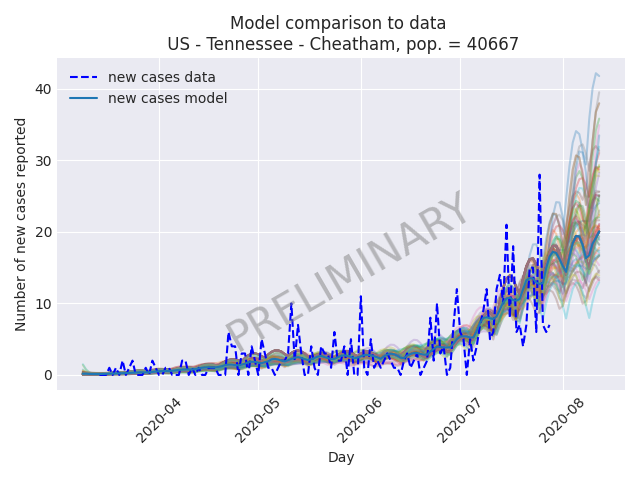 Model comparison to data
US - Tennessee - Cheatham, pop. = 40667
new cases data
new cases model
PRELIMINARY
Number of new cases reported
40
30
20
10
0
2020-04
2020-05
2020-06
2020-07
2020-08
Day